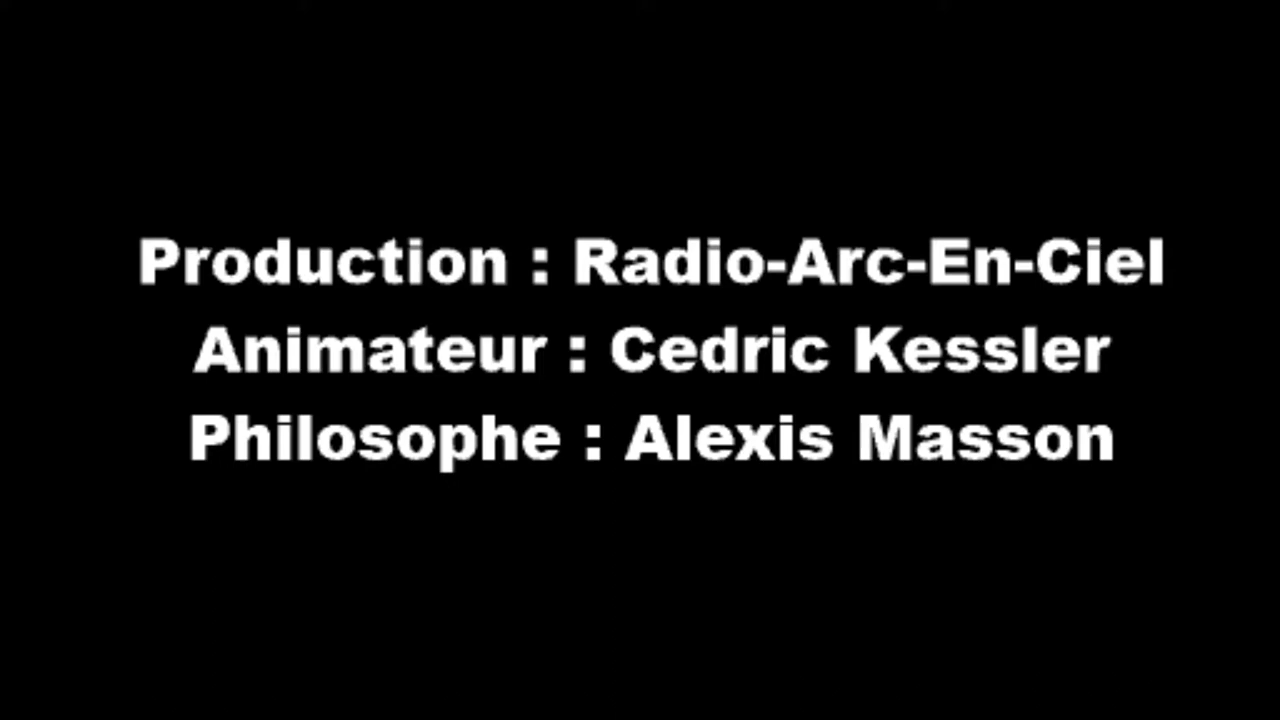 Production : Radio-Arc-En-Ciel
Animateur : Cedric Kessler
Philosophe : Alexis Masson